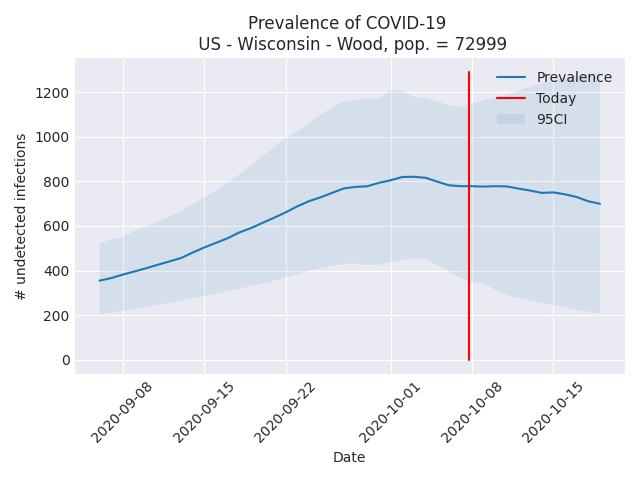 Prevalence of COVID-19
US - Wisconsin - Wood, pop. = 72999
Prevalence
Today
95CI
1200
1000
800
600
400
200
0
# undetected infections
2020-09-08
2020-09-15
2020-09-22
2020-10-01
2020-10-08
2020-10-15
Date